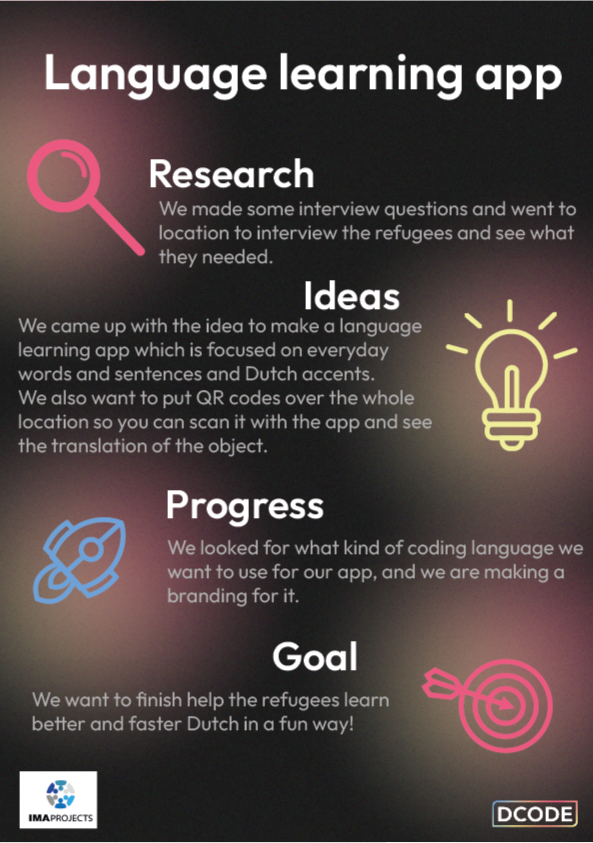 Language learning app
Research
We made some interview questions and went to
location to interview the refugees and see what
they needed.
Ideas
We came up with the idea to make a language
learning app which is focused on everyday
words and sentences and Dutch accents.
We also want to put QR codes over the whole
location so you can scan it with the app and see
the translation of the object.
Progress
We looked for what kind of coding language we
want to use for our app, and we are making a
branding for it.
Goal
We want to finish help the refugees learn
better and faster Dutch in a fun way!
IMAPROJECTS
DCODE